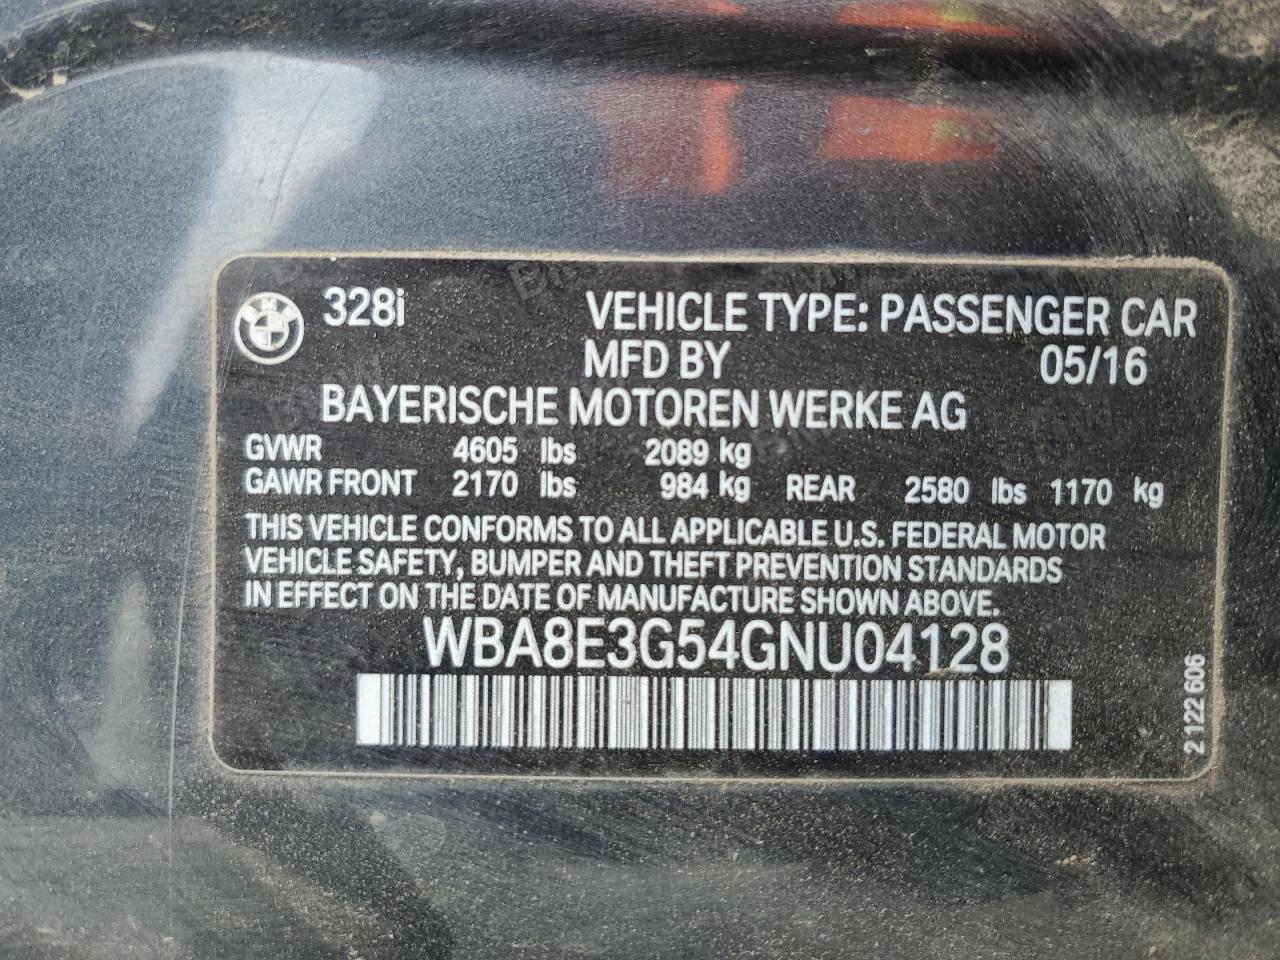 328i VEHICLE TYPE: PASSENGER CAR
MFD BY 05/16
BAYERISCHE MOTOREN WERKE AG
GVWR 4605 lbs 2089 kg
GAWR FRONT 2170 lbs 984 kg REAR 2580 lbs 1170 kg
THIS VEHICLE CONFORMS TO ALL APPLICABLE U.S. FEDERAL MOTOR
VEHICLE SAFETY, BUMPER AND THEFT PREVENTION STANDARDS
IN EFFECT ON THE DATE OF MANUFACTURE SHOWN ABOVE.
WBA8E3G54GNU04128
2 122 606